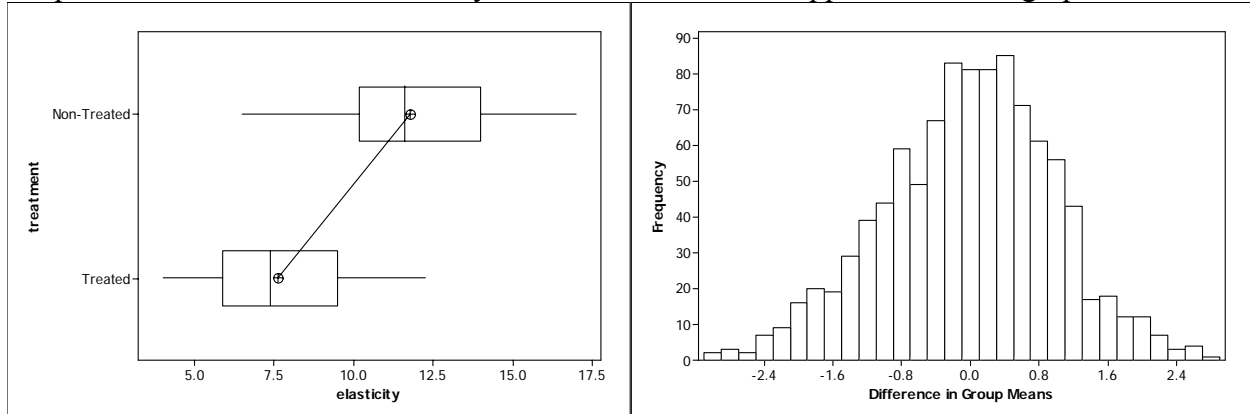 treatment
Non-Treated
Treated
5.0 7.5 10.0 12.5 15.0 17.5
elasticity
Frequency
90
80
70
60
50
40
30
20
10
0
-2.4 -1.6 -0.8 0.0 0.8 1.6 2.4
Difference in Group Means